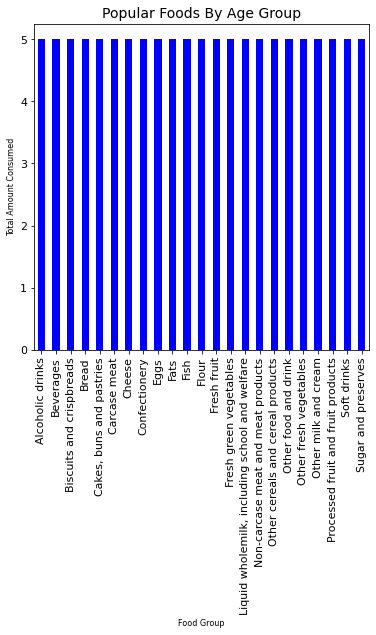 Popular Foods By Age Group
Total Amount Consumed
5
4
3
2
1
0
Alcoholic drinks
Beverages
Biscuits and crispbreads
Bread
Cakes, buns and pastries
Carcase meat
Cheese
Confectionery
Eggs
Fats
Fish
Flour
Fresh fruit
Fresh green vegetables
Liquid wholemilk, including school and welfare
Non-carcase meat and meat products
Other cereals and cereal products
Other food and drink
Other fresh vegetables
Other milk and cream
Processed fruit and fruit products
Soft drinks
Sugar and preserves
Food Group